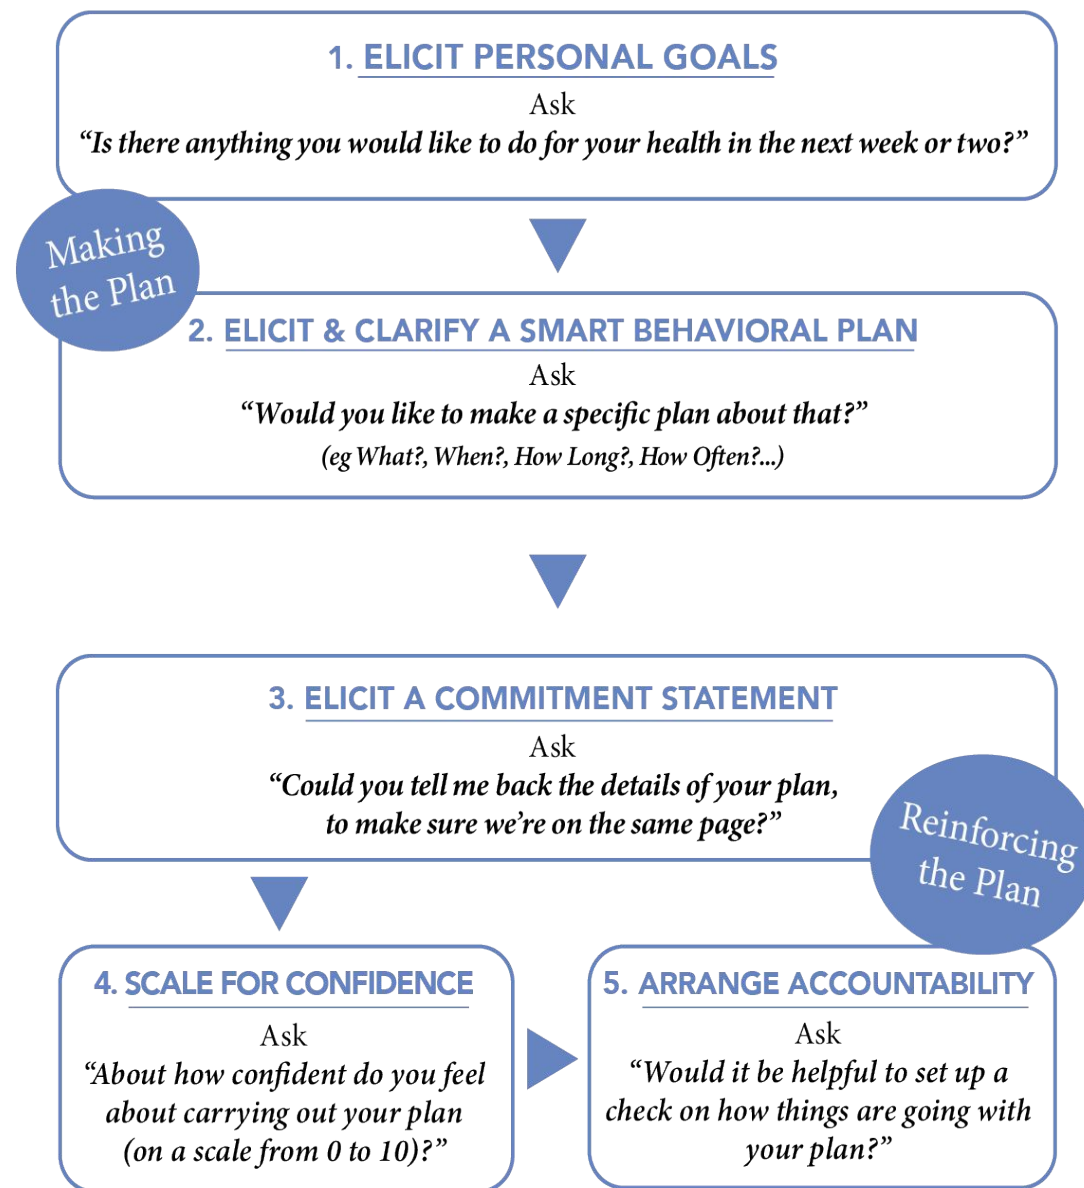 1. ELICIT PERSONAL GOALS
Ask
“Is there anything you would like to do for your health in the next week or two?”
Making
the Plan
2. ELICIT & CLARIFY A SMART BEHAVIORAL PLAN
Ask
“Would you like to make a specific plan about that?”
(eg What?, When?, How Long?, How Often?...)
3. ELICIT A COMMITMENT STATEMENT
Ask
“Could you tell me back the details of your plan,
to make sure we’re on the same page?”
Reinforcing
the Plan
4. SCALE FOR CONFIDENCE
Ask
“About how confident do you feel
about carrying out your plan
(on a scale from 0 to 10)?”
5. ARRANGE ACCOUNTABILITY
Ask
“Would it be helpful to set up a
check on how things are going with
your plan?”